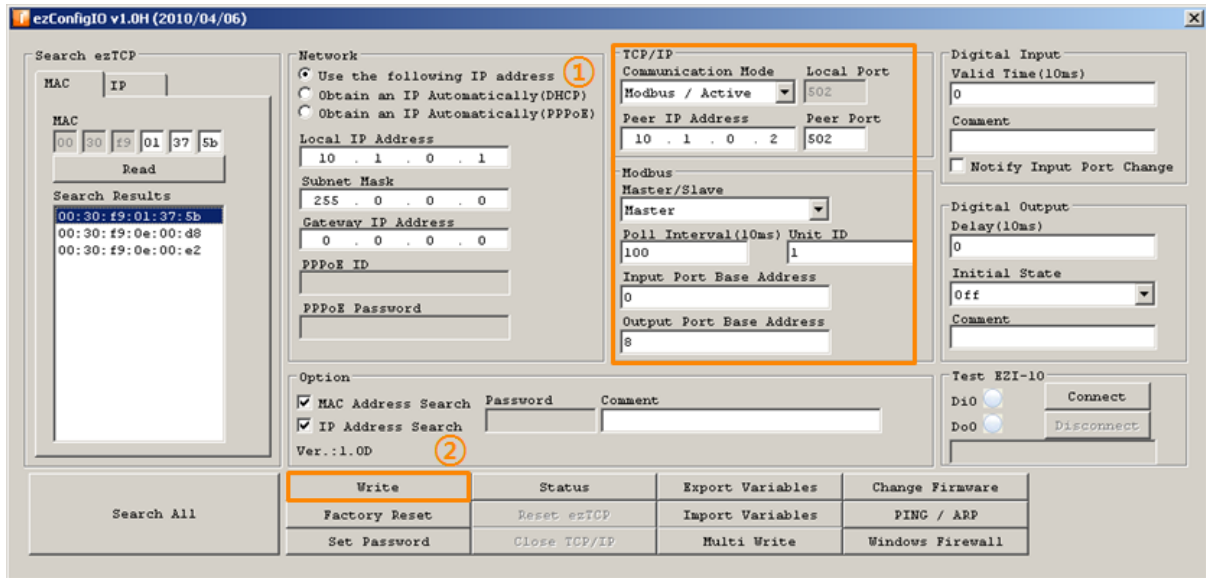 ezConfigIO v1.0H (2010/04/06)
Search ezTCP
MAC
IP
MAC
00 30 f9 01 37 5b
Read
Search Results
00:30:f9:01:37:5b
00:30:f9:0e:00:d8
00:30:f9:0e:00:e2
Network
Use the following IP address
①
Obtain an IP Automatically(DHCP)
Obtain an IP Automatically(PPPoE)
Local IP Address
10 . 1 . 0 . 1
Subnet Mask
255 . 0 . 0 . 0
Gateway IP Address
0 . 0 . 0 . 0
PPPoE ID
PPPoE Password
TCP/IP
Communication Mode Local Port
Modbus / Active 502
Peer IP Address Peer Port
10 . 1 . 0 . 2 502
Modbus
Master/Slave
Master
Poll Interval(10ms) Unit ID
100 1
Input Port Base Address
0
Output Port Base Address
8
Digital Input
Valid Time(10ms)
0
Comment
Notify Input Port Change
Digital Output
Delay(10ms)
0
Initial State
Off
Comment
Option
MAC Address Search Password Comment
IP Address Search
Ver.:1.0D
②
Test EZI-10
Di0 Connect
Do0 Disconnect
Search All
Write Status Export Variables Change Firmware
Factory Reset Reset ezTCP Import Variables PING / ARP
Set Password Close TCP/IP Multi Write Windows Firewall